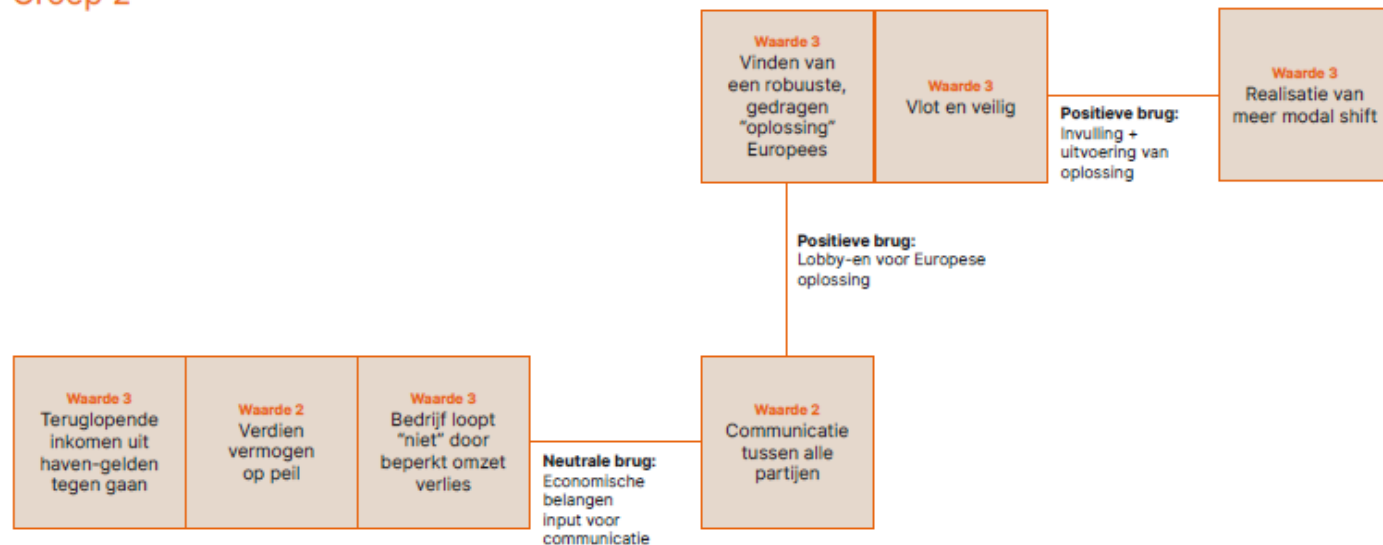 Groep 2
Waarde 3
Vinden van
een robuuste,
gedragen
"oplossing"
Europees
Waarde 3
Vlot en veilig
Positieve brug:
Invulling +
uitvoering van
oplossing
Waarde 3
Realisatie van
meer modal shift
Positieve brug:
Lobby-en voor Europese
oplossing
Waarde 3
Teruglopende
inkomen uit
haven-gelden
tegen gaan
Waarde 2
Verdien
vermogen
op peil
Waarde 3
Bedrijf loopt
"niet" door
beperkt omzet
verlies
Neutrale brug:
Economische
belangen
input voor
communicatie
Waarde 2
Communicatie
tussen alle
partijen